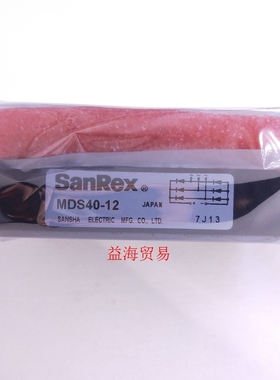 SanRex®
MDS40-12 JAPAN
SANSHA ELECTRIC MFG. CO., LTD. 7J13
益海贸易